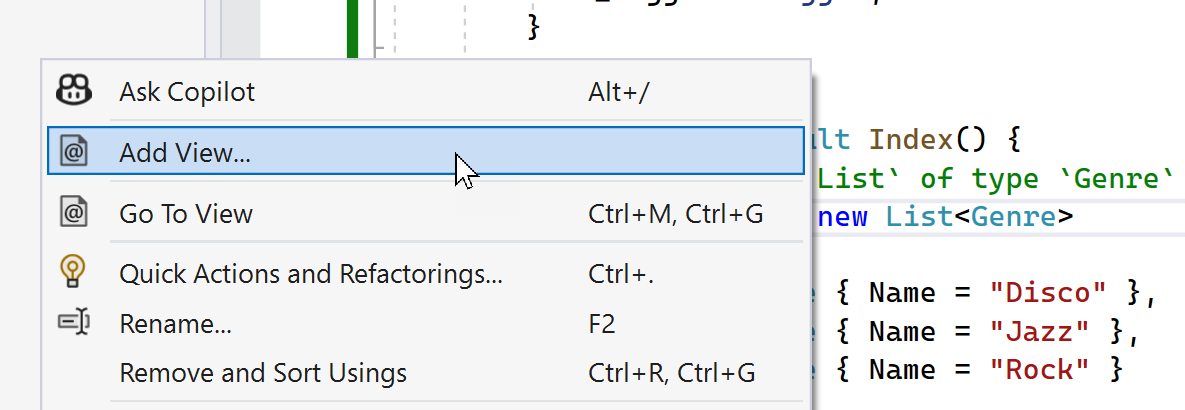 }
Ask Copilot Alt+/
Add View...
Index() {
Go To View Ctrl+M, Ctrl+G
List` of type `Genre`
new List<Genre>
Quick Actions and Refactorings... Ctrl+.
{ Name = "Disco" },
Rename... F2
{ Name = "Jazz" },
Remove and Sort Usings Ctrl+R, Ctrl+G
{ Name = "Rock" }